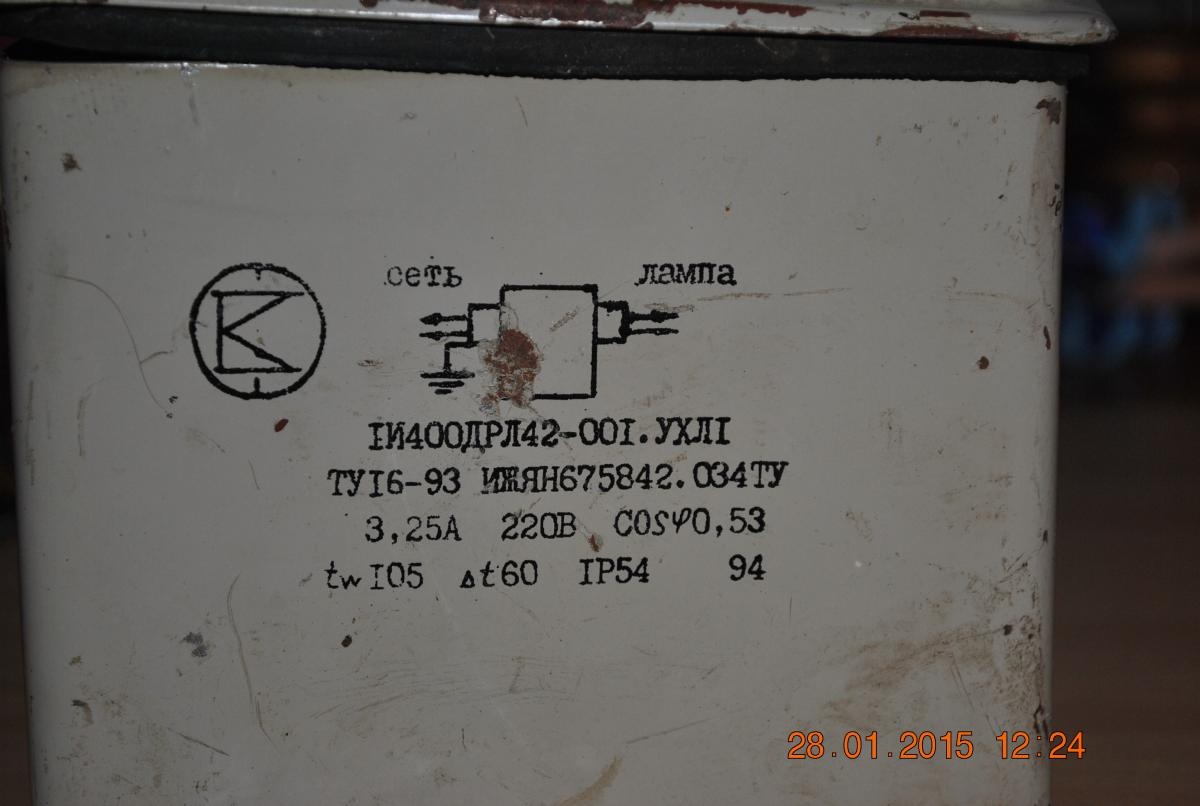 сеть лампа
1И400ДРЛ42-001.УХЛ1
ТУ16-93 ИЖЯН675842.034ТУ
3,25А 220В COSφ0,53
tw105 Δt60 IP54 94
28.01.2015 12:24